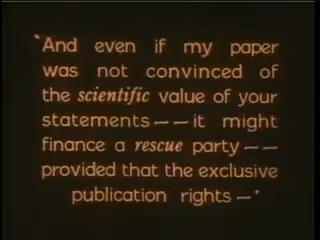 "And even if my paper
was not convinced of
the scientific value of your
statements — — it might
finance a rescue party — —
provided that the exclusive
publication rights — "